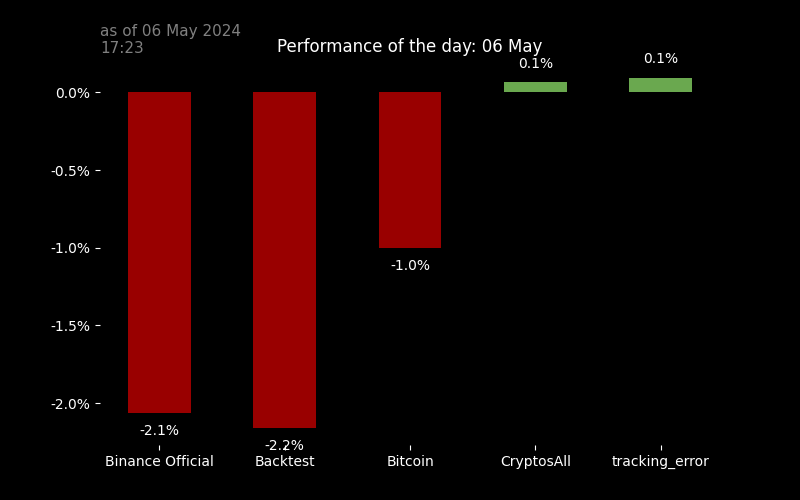 as of 06 May 2024
17:23
Performance of the day: 06 May
0.1%
0.1%
0.0%
-0.5%
-1.0%
-1.0%
-1.5%
-2.0%
-2.1%
-2.2%
Binance Official
Backtest
Bitcoin
CryptosAll
tracking_error